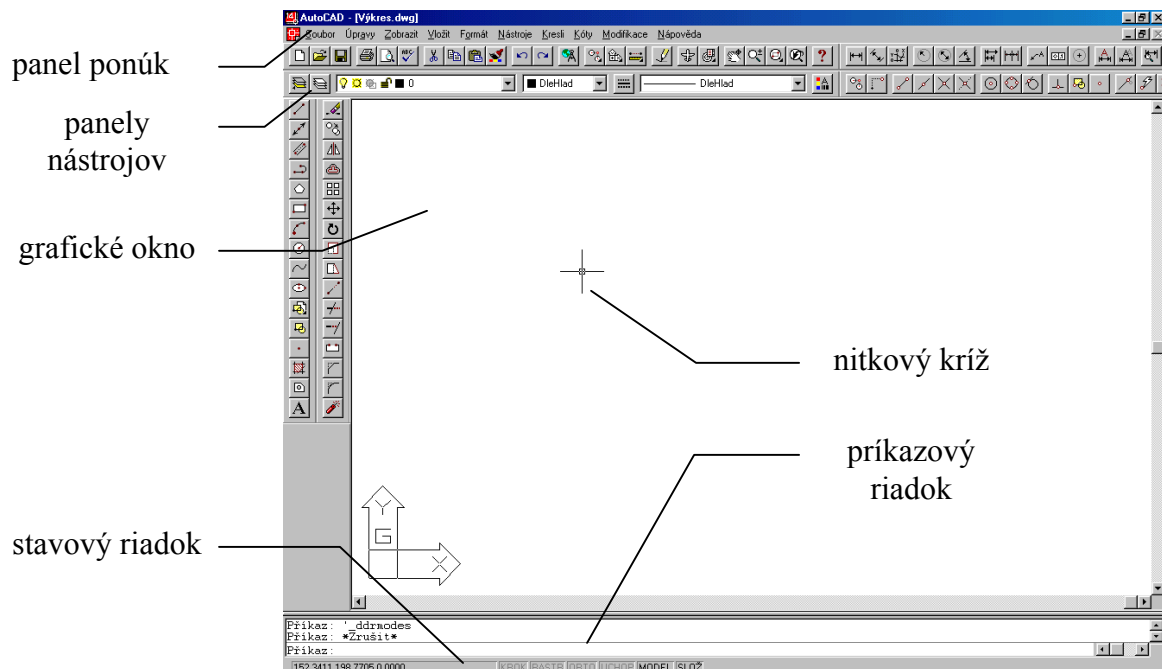 AutoCAD - [Výkres.dwg]
Soubor Úpravy Zobrazit Vložit Formát Nástroje Kresli Kóty Modifikace Nápověda
panel ponúk
0 DleHlad DleHlad
panely
nástrojov
grafické okno
nitkový kríž
príkazový
riadok
Y
G
X
stavový riadok
Příkaz: '_ddrmodes
Příkaz: *Zrušit*
Příkaz:
152.3411,198.7705,0.0000 KROK RASTR ORTO UCHOP MODEL SLOŽ